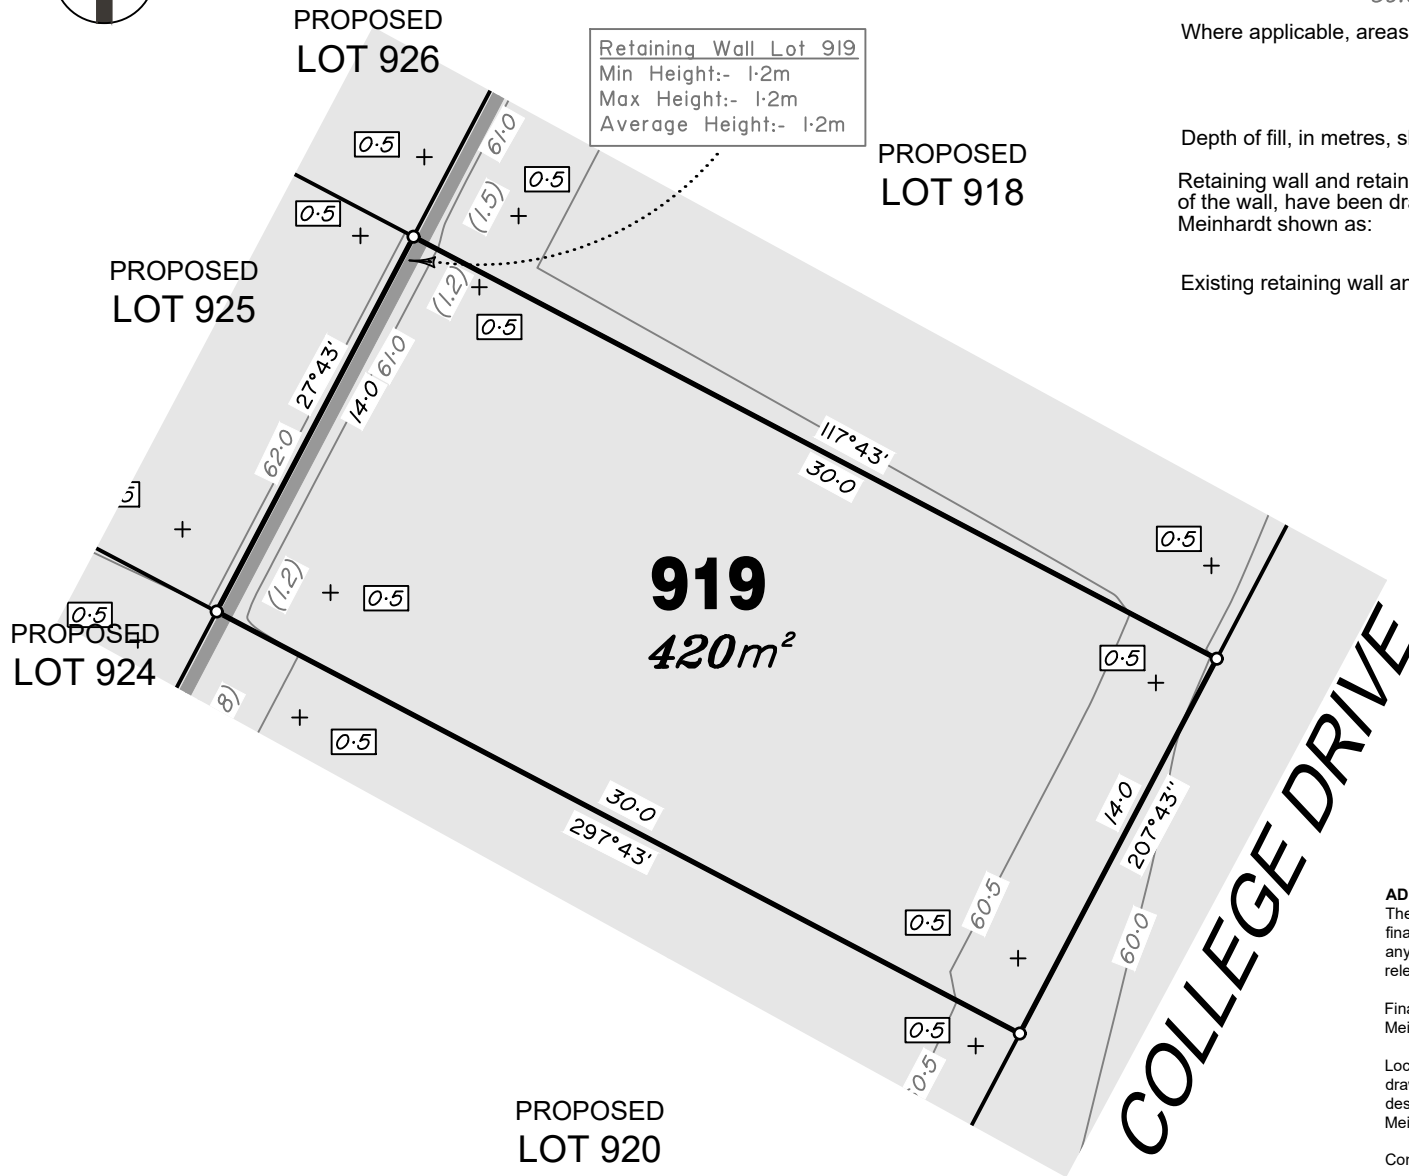 PROPOSED
LOT 926
Retaining Wall Lot 919
Min Height:- 1·2m
Max Height:- 1·2m
Average Height:- 1·2m
Where applicable, areas
Depth of fill, in metres,
Retaining wall and
of the wall, have been
Meinhardt shown as:
Existing retaining wall
PROPOSED
LOT 918
61·0
0·5
0·5
(1.5)
0·5
PROPOSED
LOT 925
(1.2)
0·5
27°43'
14·0
61·0
62·0
117°43'
30·0
0·5
919
420m²
(1.2)
0·5
0·5
PROPOSED
LOT 924
0·5
0·5
30·0
297°43'
14·0
207°43''
60·5
0·5
60·0
COLLEGE DRIVE
0·5
PROPOSED
LOT 920